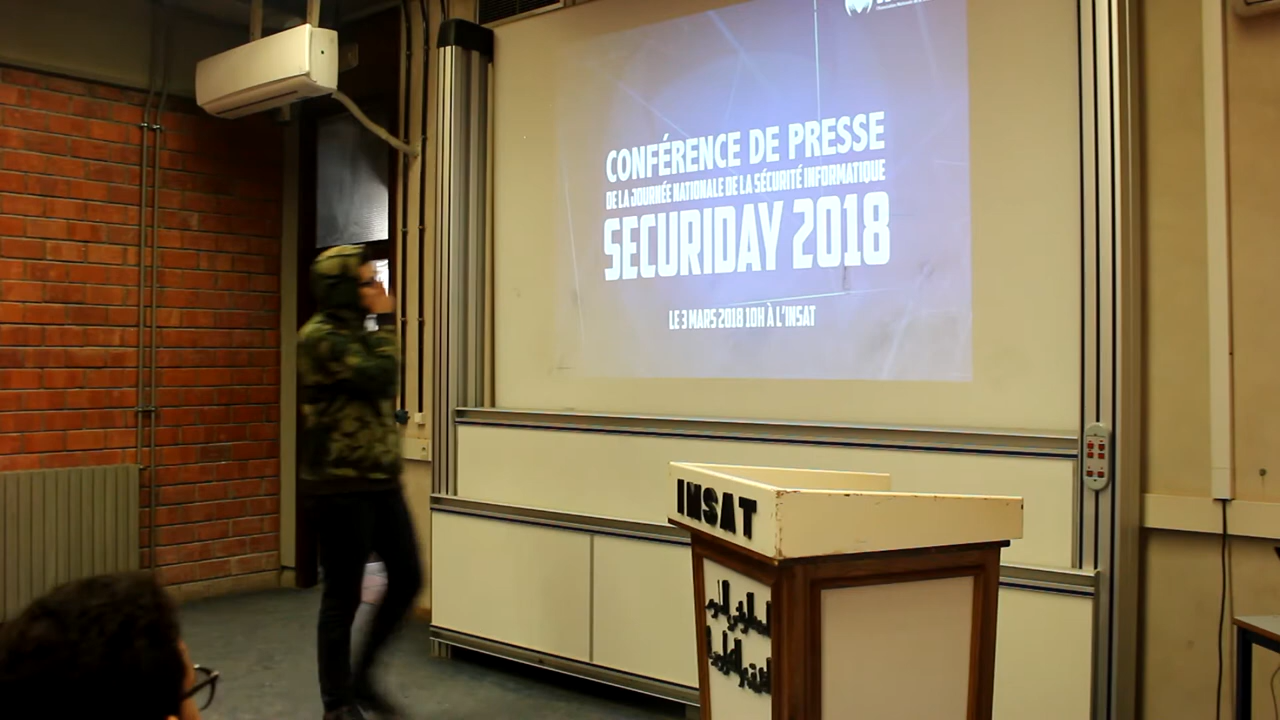 CONFÉRENCE DE PRESSE
DE LA JOURNÉE NATIONALE DE LA SÉCURITÉ INFORMATIQUE
SECURIDAY 2018
LE 3 MARS 2018 10H À L'INSAT
INSAT